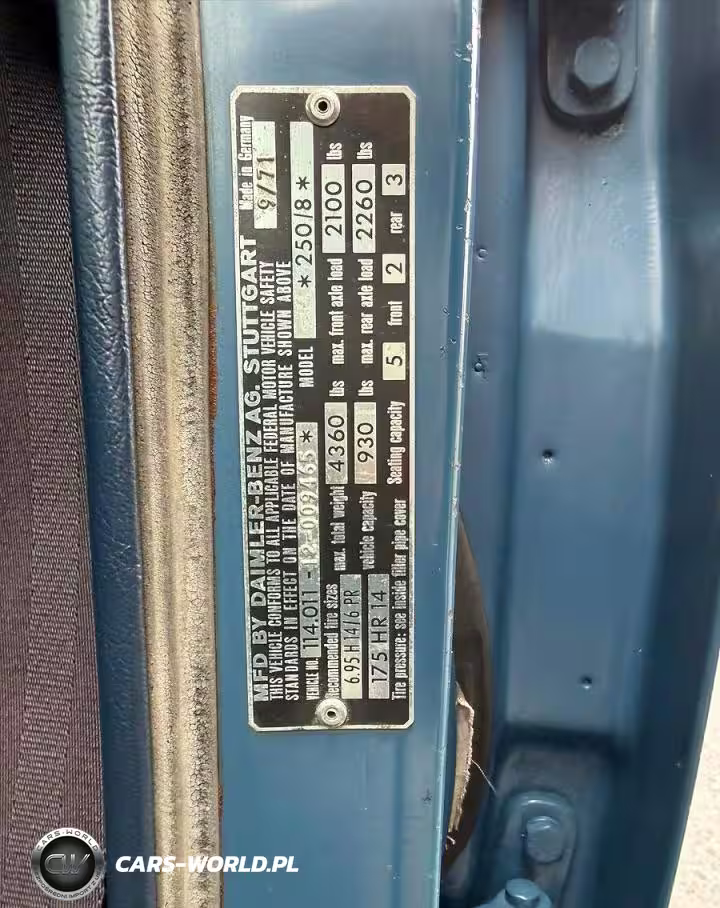 MFD BY DAIMLER-BENZ AG. STUTTGART Made in Germany
THIS VEHICLE CONFORMS TO ALL APPLICABLE FEDERAL MOTOR VEHICLE SAFETY 9/71
STANDARDS IN EFFECT ON THE DATE OF MANUFACTURE SHOWN ABOVE
VEHICLE NO. 114.011-12-009465* MODEL *250/8*
Recommended tire sizes max. total weight 4360 lbs max. front axle load 2100 lbs
6.95 H 14/6 PR vehicle capacity 930 lbs max. rear axle load 2260 lbs
175 HR 14 Seating capacity 5 front 2 rear 3
Tire pressure: see inside filler pipe cover
CARS-WORLD
CW
CARS-WORLD.PL